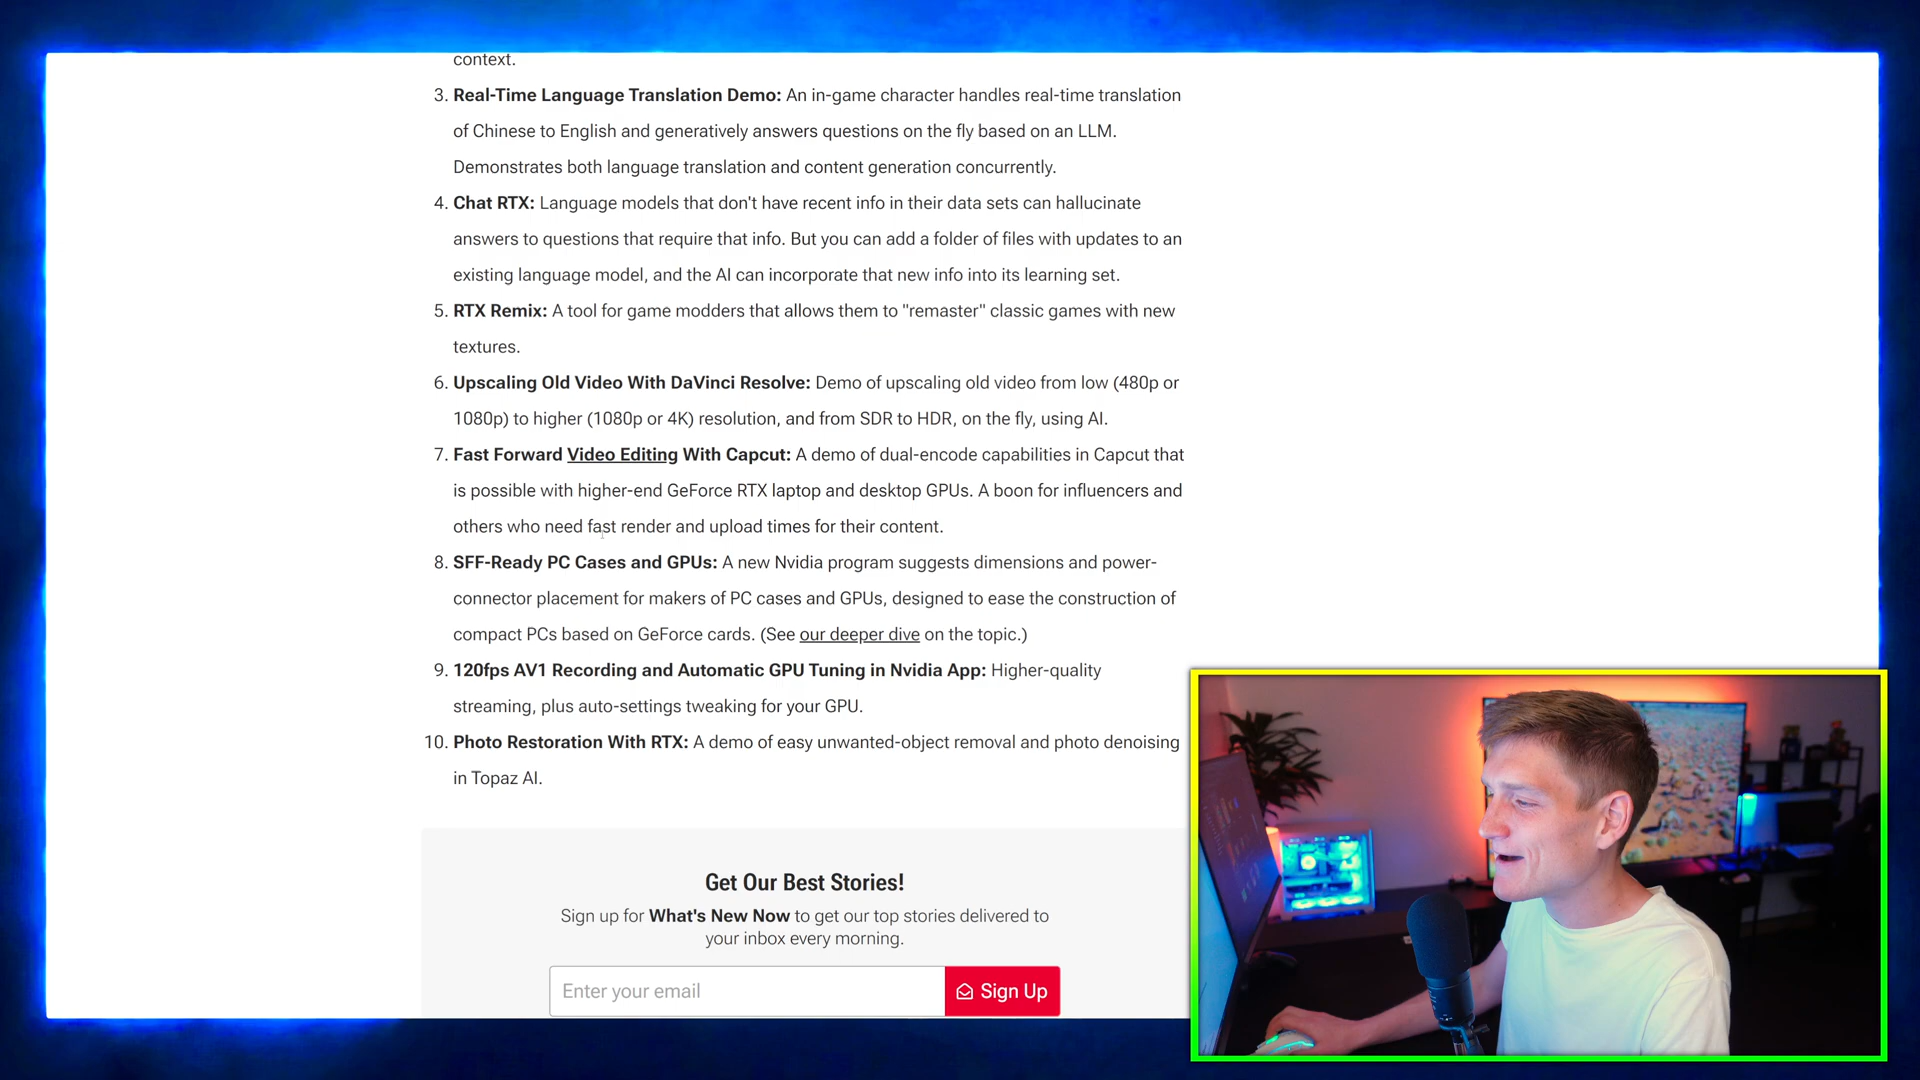 context.
3. Real-Time Language Translation Demo: An in-game character handles real-time translation
of Chinese to English and generatively answers questions on the fly based on an LLM.
Demonstrates both language translation and content generation concurrently.
4. Chat RTX: Language models that don't have recent info in their data sets can hallucinate
answers to questions that require that info. But you can add a folder of files with updates to an
existing language model, and the AI can incorporate that new info into its learning set.
5. RTX Remix: A tool for game modders that allows them to "remaster" classic games with new
textures.
6. Upscaling Old Video With DaVinci Resolve: Demo of upscaling old video from low (480p or
1080p) to higher (1080p or 4K) resolution, and from SDR to HDR, on the fly, using AI.
7. Fast Forward Video Editing With Capcut: A demo of dual-encode capabilities in Capcut that
is possible with higher-end GeForce RTX laptop and desktop GPUs. A boon for influencers and
others who need fast render and upload times for their content.
8. SFF-Ready PC Cases and GPUs: A new Nvidia program suggests dimensions and power-
connector placement for makers of PC cases and GPUs, designed to ease the construction of
compact PCs based on GeForce cards. (See our deeper dive on the topic.)
9. 120fps AV1 Recording and Automatic GPU Tuning in Nvidia App: Higher-quality
streaming, plus auto-settings tweaking for your GPU.
10. Photo Restoration With RTX: A demo of easy unwanted-object removal and photo denoising
in Topaz AI.
Get Our Best Stories!
Sign up for What's New Now to get our top stories delivered to
your inbox every morning.
Enter your email
Sign Up